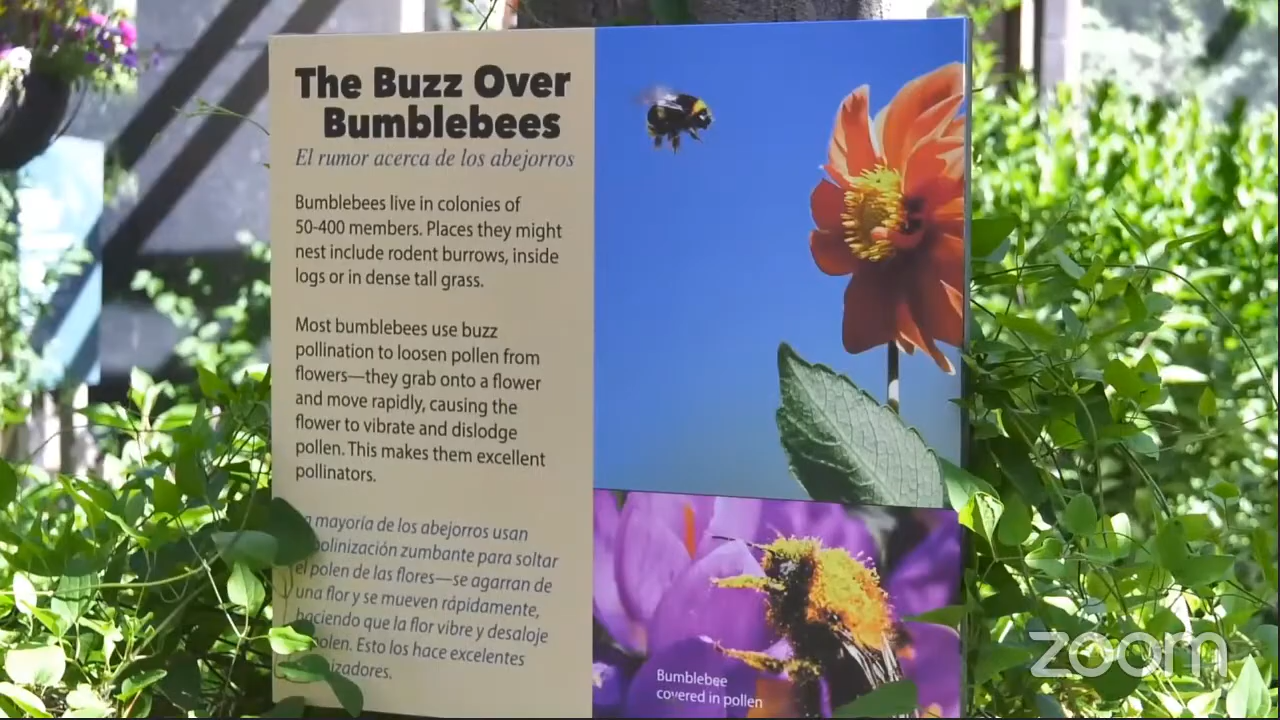 The Buzz Over
Bumblebees
El rumor acerca de los abejorros
Bumblebees live in colonies of
50-400 members. Places they might
nest include rodent burrows, inside
logs or in dense tall grass.
Most bumblebees use buzz
pollination to loosen pollen from
flowers—they grab onto a flower
and move rapidly, causing the
flower to vibrate and dislodge
pollen. This makes them excellent
pollinators.
mayoría de los abejorros usan
polinización zumbante para soltar
el polen de las flores—se agarran de
una flor y se mueven rápidamente,
haciendo que la flor vibre y desaloje
polen. Esto los hace excelentes
Bumblebee
covered in pollen
zoom